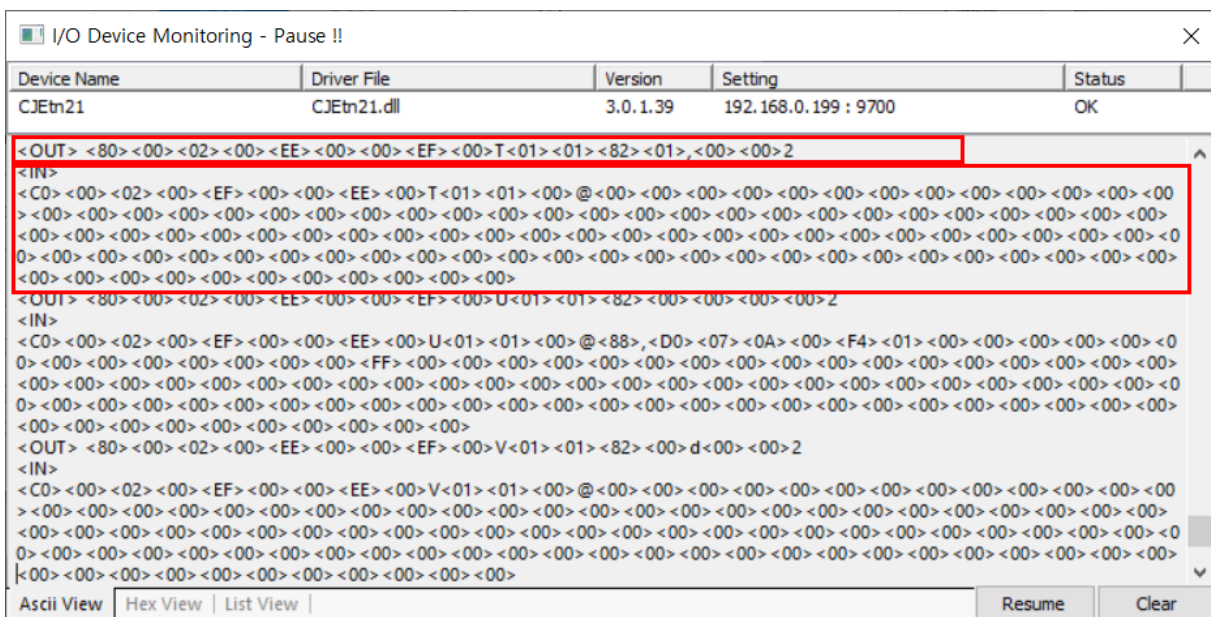 I/O Device Monitoring - Pause !!
Device Name Driver File Version Setting Status
CJEtn21 CJEtn21.dll 3.0.1.39 192.168.0.199 : 9700 OK
<OUT> <80><00><02><00><EE><00><00><EF><00>T<01><01><82><01>,<00><00>2
<IN>
<C0><00><02><00><EF><00><00><EE><00>T<01><01><00>@<00><00><00><00><00><00><00><00><00><00><00><00><00
><00><00><00><00><00><00><00><00><00><00><00><00><00><00><00><00><00><00><00><00><00><00><00><00><00>
<00><00><00><00><00><00><00><00><00><00><00><00><00><00><00><00><00><00><00><00><00><00><00><00><00><0
0><00><00><00><00><00><00><00><00><00><00><00><00><00><00><00><00><00><00><00><00><00><00><00><00><00>
<00><00><00><00><00><00><00><00><00><00><00>
<OUT> <80><00><02><00><EE><00><00><EF><00>U<01><01><82><00><00><00><00>2
<IN>
<C0><00><02><00><EF><00><00><EE><00>U<01><01><00>@<88>,<D0><07><0A><00><F4><01><00><00><00><00><00><0
0><00><00><00><00><00><00><00><FF><00><00><00><00><00><00><00><00><00><00><00><00><00><00><00><00><00>
<00><00><00><00><00><00><00><00><00><00><00><00><00><00><00><00><00><00><00><00><00><00><00><00><00><0
0><00><00><00><00><00><00><00><00><00><00><00><00><00><00><00><00><00><00><00><00><00><00><00><00><00>
<00><00><00><00><00><00><00><00><00><00>
<OUT> <80><00><02><00><EE><00><00><EF><00>V<01><01><82><00>d<00><00>2
<IN>
<C0><00><02><00><EF><00><00><EE><00>V<01><01><00>@<00><00><00><00><00><00><00><00><00><00><00><00><00
><00><00><00><00><00><00><00><00><00><00><00><00><00><00><00><00><00><00><00><00><00><00><00><00><00>
<00><00><00><00><00><00><00><00><00><00><00><00><00><00><00><00><00><00><00><00><00><00><00><00><00><0
0><00><00><00><00><00><00><00><00><00><00><00><00><00><00><00><00><00><00><00><00><00><00><00><00><00>
<00><00><00><00><00><00><00><00><00><00><00>
Ascii View Hex View List View Resume Clear